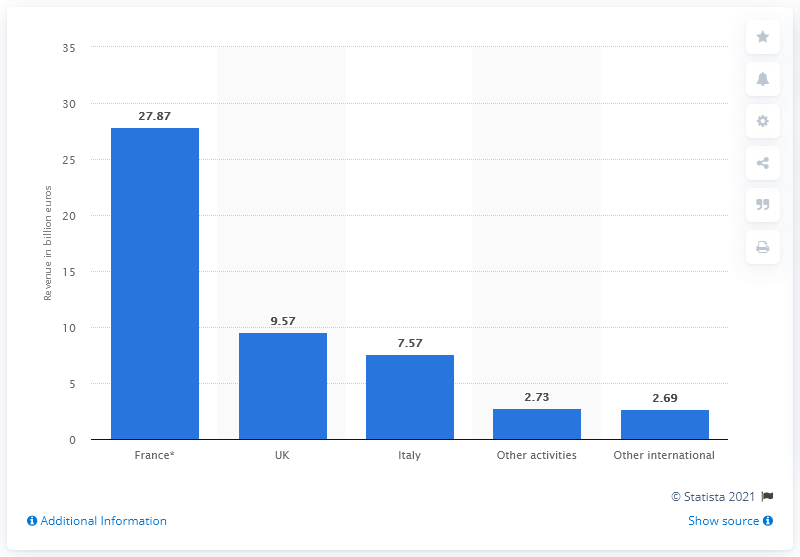 35
30
25
20
15
10
5
0
Revenue in billion euros
27.87
9.57
7.57
2.73
2.69
France*
UK
Italy
Other activities
Other international
© Statista 2021
Additional Information
Show source